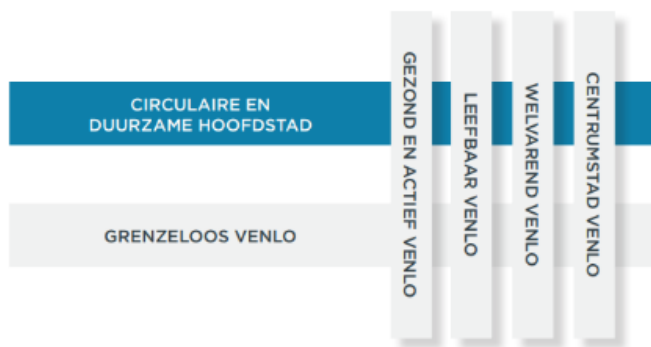 CIRCULAIRE EN
DUURZAME HOOFDSTAD
GRENZELOOS VENLO
GEZOND EN ACTIEF VENLO
LEEFBAAR VENLO
WELVAREND VENLO
CENTRUMSTAD VENLO